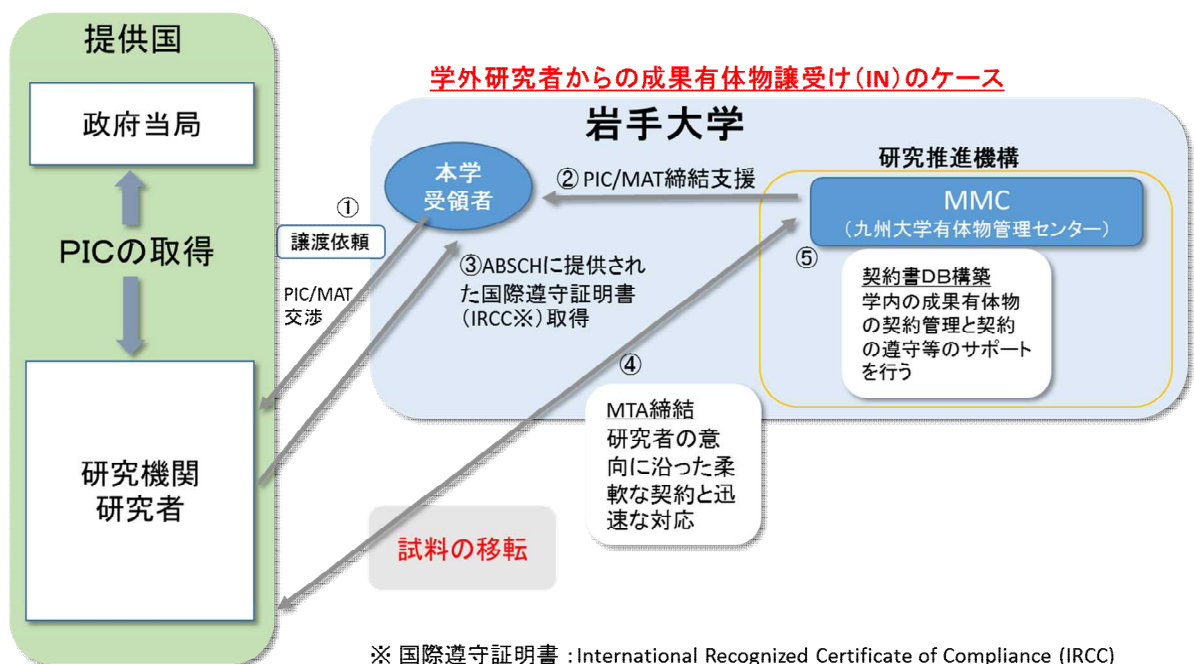 提供国
政府当局
PICの取得
研究機関
研究者
学外研究者からの成果有体物譲受け(IN)のケース
岩手大学
本学
受領者
①
譲渡依頼
PIC/MAT
交渉
② PIC/MAT締結支援
③ABSCHに提供され
た国際遵守証明書
(IRCC※)取得
研究推進機構
MMC
(九州大学有体物管理センター)
⑤
契約書DB構築
学内の成果有体物
の契約管理と契約
の遵守等のサポート
を行う
④
MTA締結
研究者の意
向に沿った柔
軟な契約と迅
速な対応
試料の移転
※ 国際遵守証明書 : International Recognized Certificate of Compliance (IRCC)